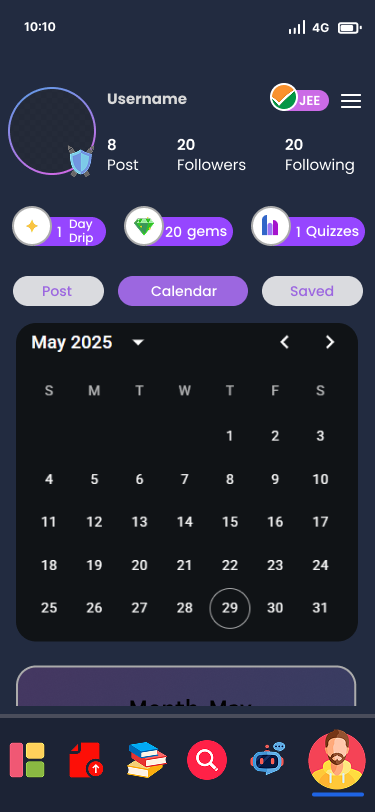 10:10 4G
Username JEE
8 20 20
Post Followers Following
1 Day Drip 20 gems 1 Quizzes
Post Calendar Saved
May 2025
S M T W T F S
1 2 3
4 5 6 7 8 9 10
11 12 13 14 15 16 17
18 19 20 21 22 23 24
25 26 27 28 29 30 31
Month May